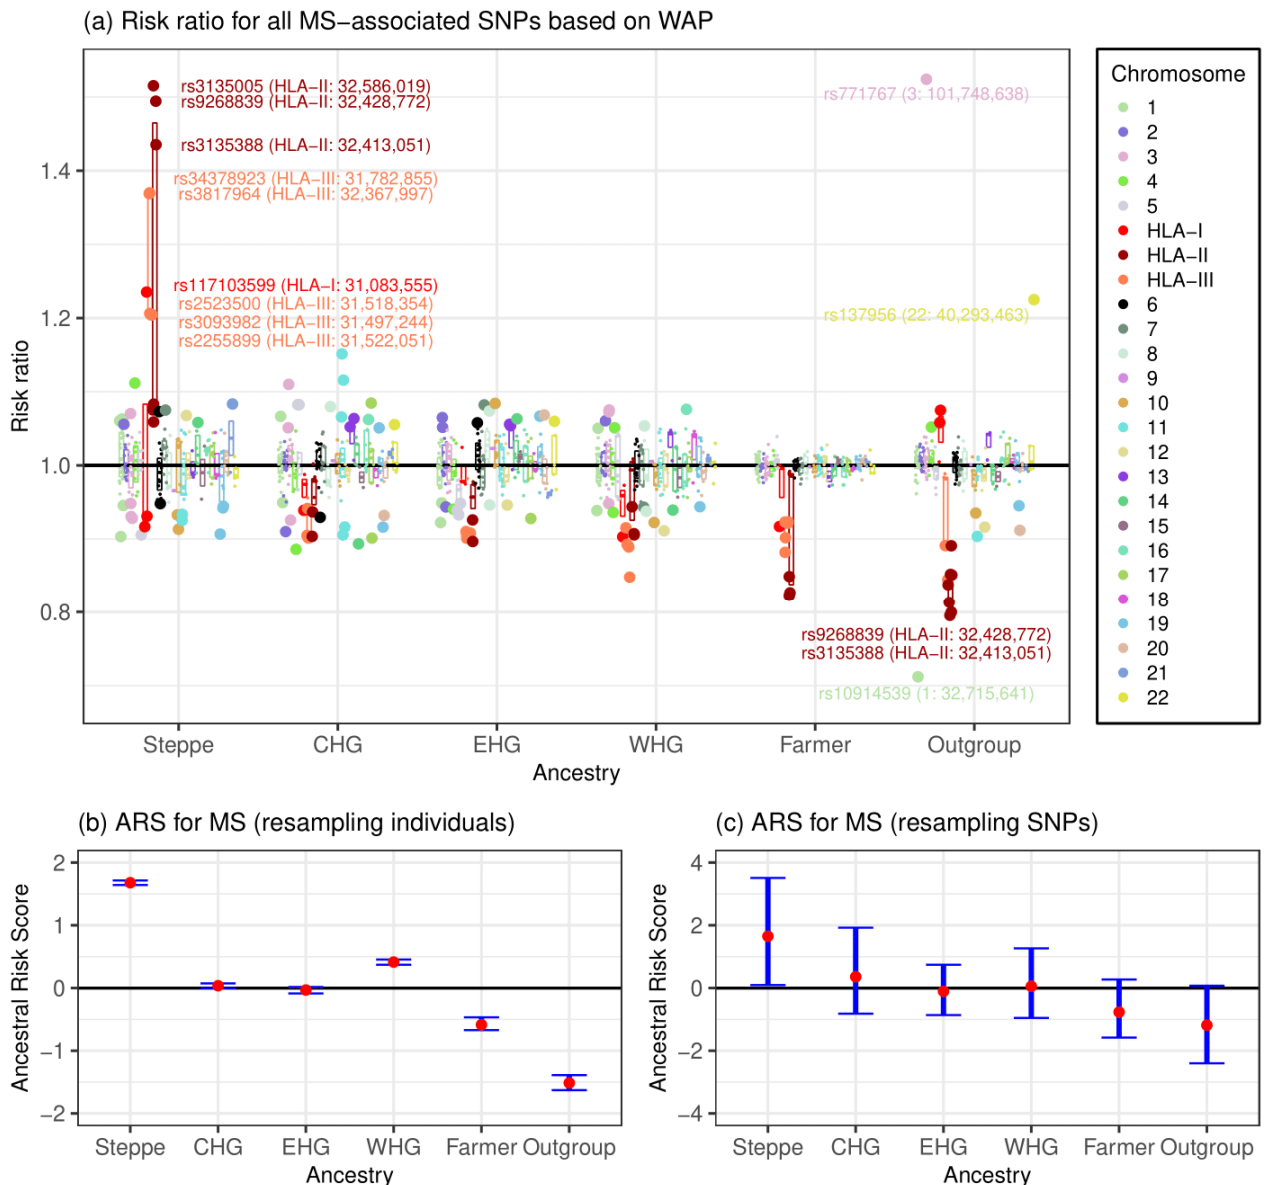 (a) Risk ratio for all MS−associated SNPs based on WAP
Risk ratio
1.4
1.2
1.0
0.8
rs3135005 (HLA−II: 32,586,019)
rs9268839 (HLA−II: 32,428,772)
rs3135388 (HLA−II: 32,413,051)
rs34378923 (HLA−III: 31,782,855)
rs3817964 (HLA−III: 32,367,997)
rs117103599 (HLA−I: 31,083,555)
rs2523500 (HLA−III: 31,518,354)
rs3093982 (HLA−III: 31,497,244)
rs2255899 (HLA−III: 31,522,051)
rs771767 (3: 101,748,638)
rs137956 (22: 40,293,463)
rs9268839 (HLA−II: 32,428,772)
rs3135388 (HLA−II: 32,413,051)
rs10914539 (1: 32,715,641)
Steppe CHG EHG WHG Farmer Outgroup
Ancestry
Chromosome
1
2
3
4
5
HLA−I
HLA−II
HLA−III
6
7
8
9
10
11
12
13
14
15
16
17
18
19
20
21
22
(b) ARS for MS (resampling individuals)
Ancestral Risk Score
2
1
0
−1
−2
Steppe CHG EHG WHG Farmer Outgroup
Ancestry
(c) ARS for MS (resampling SNPs)
Ancestral Risk Score
4
2
0
−2
−4
Steppe CHG EHG WHG Farmer Outgroup
Ancestry